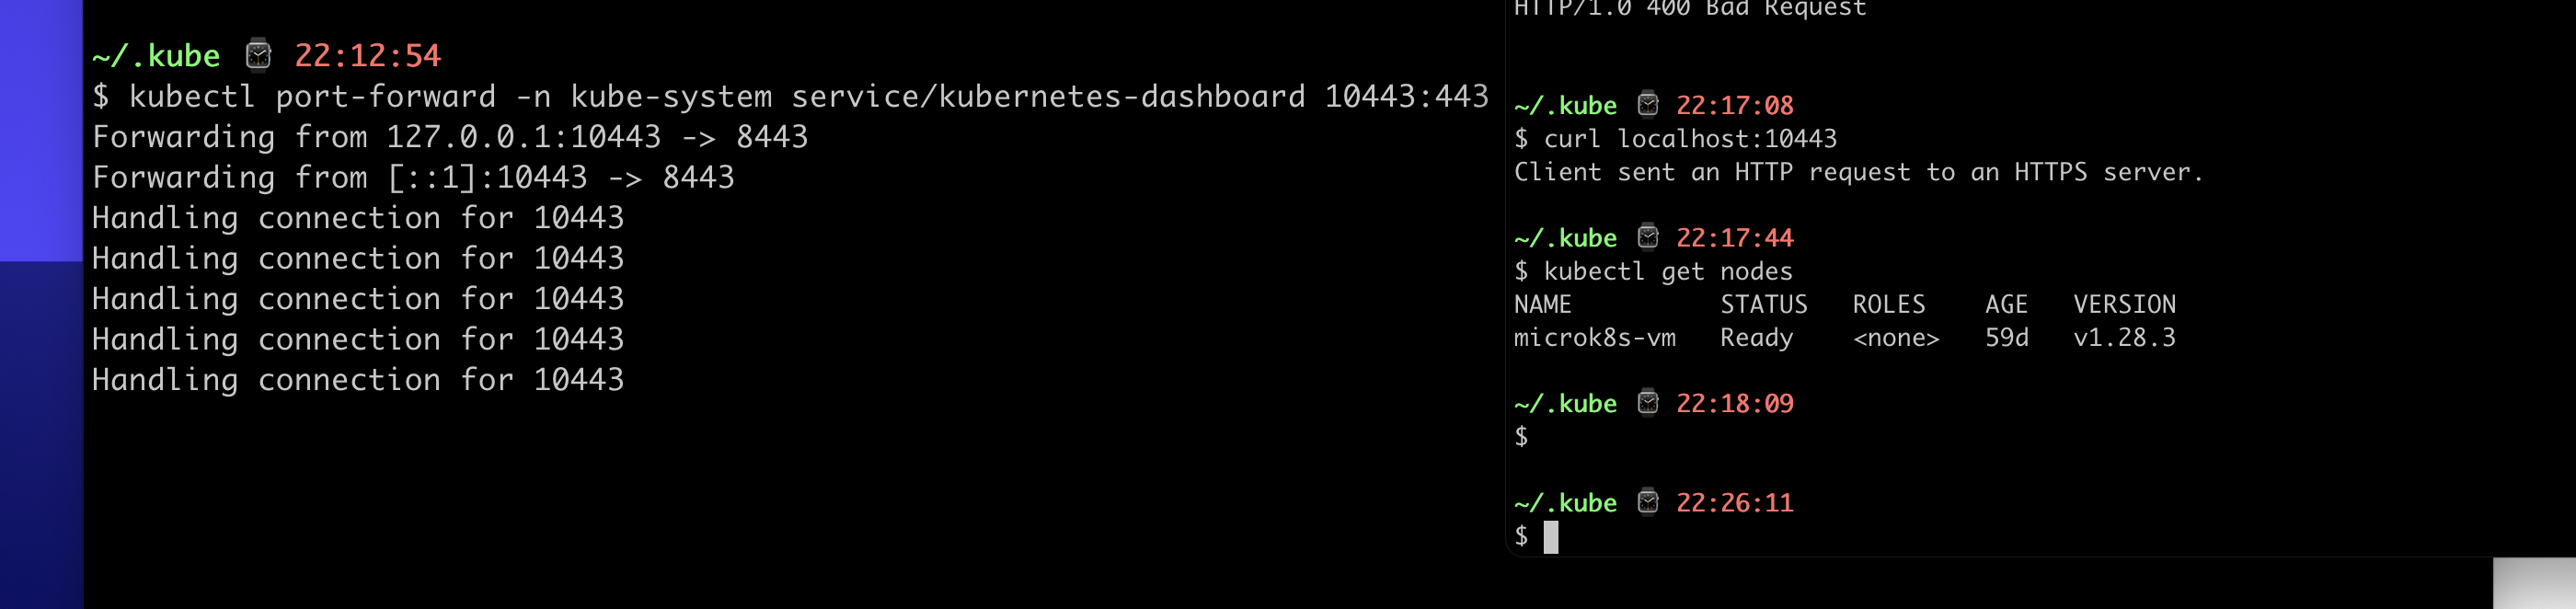 ~/.kube ⌚ 22:12:54
$ kubectl port-forward -n kube-system service/kubernetes-dashboard 10443:443
Forwarding from 127.0.0.1:10443 -> 8443
Forwarding from [::1]:10443 -> 8443
Handling connection for 10443
Handling connection for 10443
Handling connection for 10443
Handling connection for 10443
Handling connection for 10443
HTTP/1.0 400 Bad Request
~/.kube ⌚ 22:17:08
$ curl localhost:10443
Client sent an HTTP request to an HTTPS server.
~/.kube ⌚ 22:17:44
$ kubectl get nodes
NAME STATUS ROLES AGE VERSION
microk8s-vm Ready <none> 59d v1.28.3
~/.kube ⌚ 22:18:09
$
~/.kube ⌚ 22:26:11
$